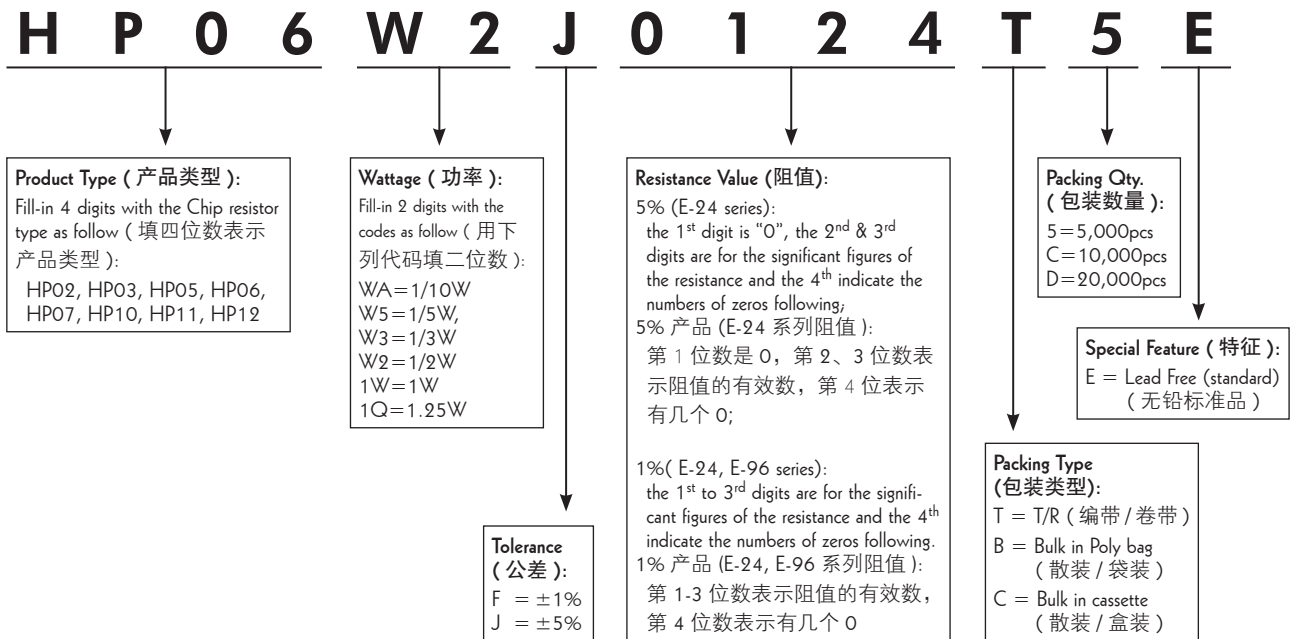 H P 0 6 W 2 J 0 1 2 4 T 5 E
Product Type ( 产品类型 ):
Fill-in 4 digits with the Chip resistor
type as follow ( 填四位数表示
产品类型 ):
HP02, HP03, HP05, HP06,
HP07, HP10, HP11, HP12
Wattage ( 功率 ):
Fill-in 2 digits with the
codes as follow ( 用下
列代码填二位数 ):
WA=1/10W
W5=1/5W,
W3=1/3W
W2=1/2W
1W=1W
1Q=1.25W
Tolerance
( 公差 ):
F = ±1%
J = ±5%
Resistance Value (阻值):
5% (E-24 series):
the 1st digit is “0”, the 2nd & 3rd
digits are for the significant figures of
the resistance and the 4th indicate the
numbers of zeros following;
5% 产品 (E-24 系列阻值 ):
第 1 位数是 0，第 2、3 位数表
示阻值的有效数，第 4 位表示
有几个 0;
1%( E-24, E-96 series):
the 1st to 3rd digits are for the signifi-
cant figures of the resistance and the 4th
indicate the numbers of zeros following.
1% 产品 (E-24, E-96 系列阻值 ):
第 1-3 位数表示阻值的有效数，
第 4 位数表示有几个 0
Packing Type
(包装类型):
T = T/R ( 编带 / 卷带 )
B = Bulk in Poly bag
( 散装 / 袋装 )
C = Bulk in cassette
( 散装 / 盒装 )
Packing Qty.
( 包装数量 ):
5=5,000pcs
C=10,000pcs
D=20,000pcs
Special Feature ( 特征 ):
E = Lead Free (standard)
( 无铅标准品 )